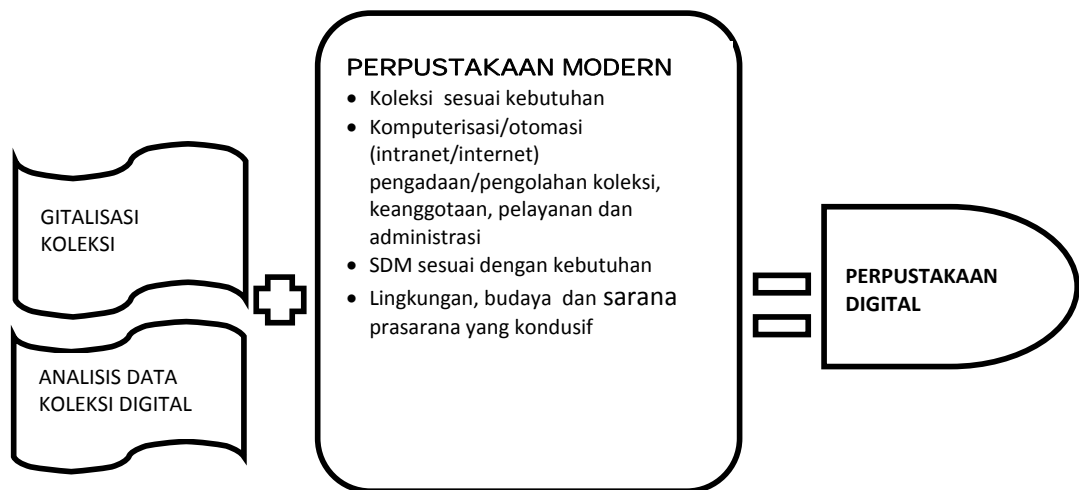 GITALISASI
KOLEKSI
ANALISIS DATA
KOLEKSI DIGITAL
PERPUSTAKAAN MODERN
• Koleksi sesuai kebutuhan
• Komputerisasi/otomasi
(intranet/internet)
pengadaan/pengolahan koleksi,
keanggotaan, pelayanan dan
administrasi
• SDM sesuai dengan kebutuhan
• Lingkungan, budaya dan sarana
prasarana yang kondusif
PERPUSTAKAAN
DIGITAL